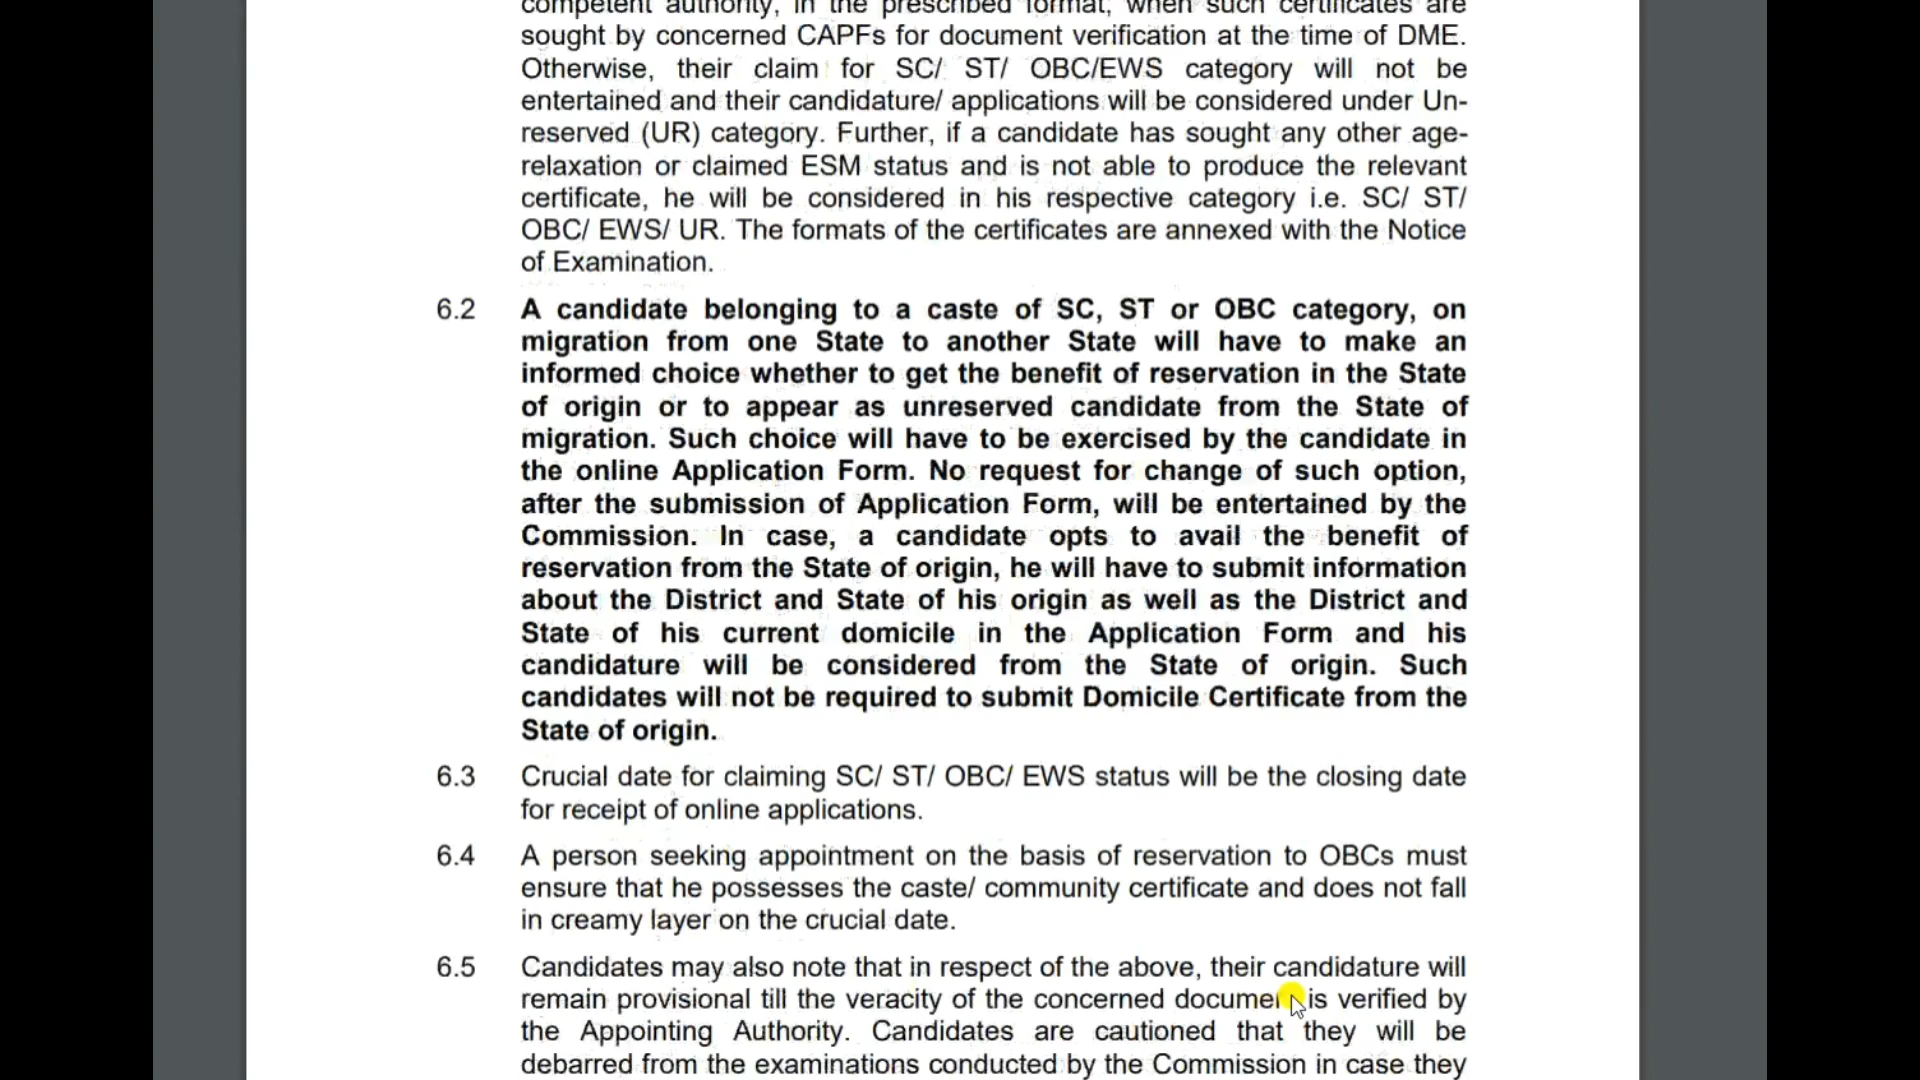 competent authority, in the prescribed format, when such certificates are
sought by concerned CAPFs for document verification at the time of DME.
Otherwise, their claim for SC/ ST/ OBC/EWS category will not be
entertained and their candidature/ applications will be considered under Un-
reserved (UR) category. Further, if a candidate has sought any other age-
relaxation or claimed ESM status and is not able to produce the relevant
certificate, he will be considered in his respective category i.e. SC/ ST/
OBC/ EWS/ UR. The formats of the certificates are annexed with the Notice
of Examination.
6.2 A candidate belonging to a caste of SC, ST or OBC category, on
migration from one State to another State will have to make an
informed choice whether to get the benefit of reservation in the State
of origin or to appear as unreserved candidate from the State of
migration. Such choice will have to be exercised by the candidate in
the online Application Form. No request for change of such option,
after the submission of Application Form, will be entertained by the
Commission. In case, a candidate opts to avail the benefit of
reservation from the State of origin, he will have to submit information
about the District and State of his origin as well as the District and
State of his current domicile in the Application Form and his
candidature will be considered from the State of origin. Such
candidates will not be required to submit Domicile Certificate from the
State of origin.
6.3 Crucial date for claiming SC/ ST/ OBC/ EWS status will be the closing date
for receipt of online applications.
6.4 A person seeking appointment on the basis of reservation to OBCs must
ensure that he possesses the caste/ community certificate and does not fall
in creamy layer on the crucial date.
6.5 Candidates may also note that in respect of the above, their candidature will
remain provisional till the veracity of the concerned document is verified by
the Appointing Authority. Candidates are cautioned that they will be
debarred from the examinations conducted by the Commission in case they